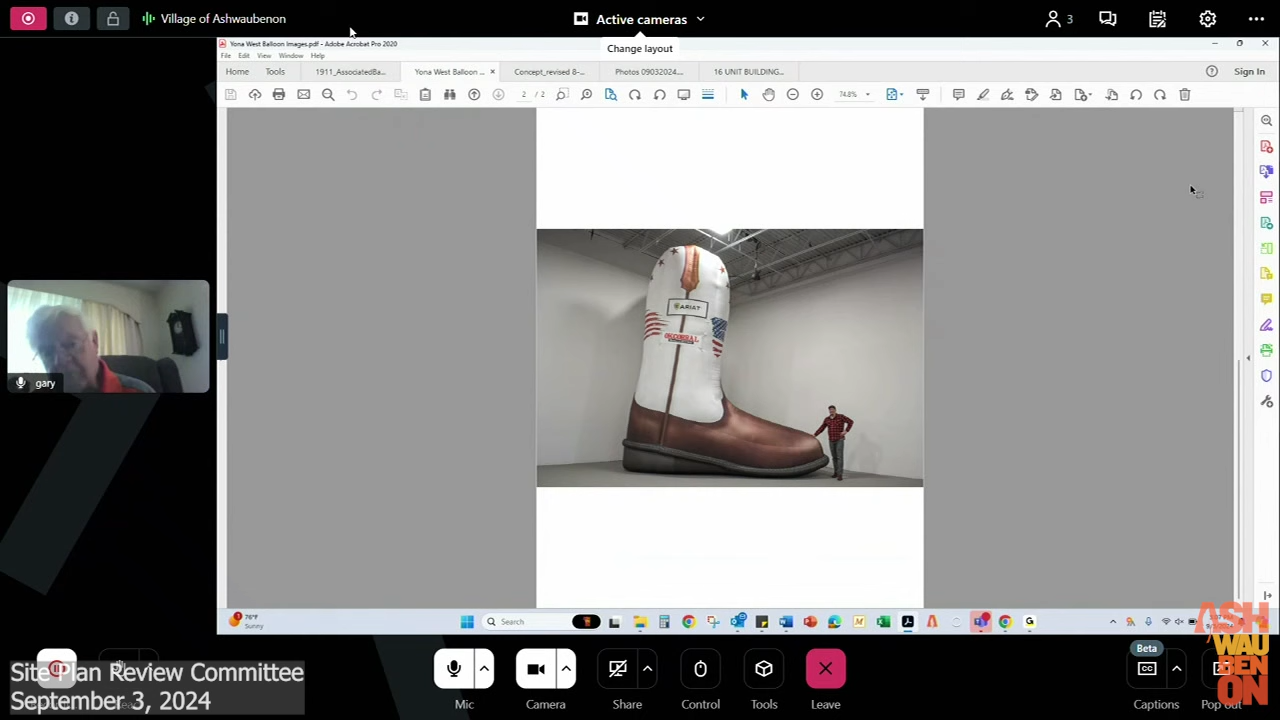 Village of Ashwaubenon
Active cameras
3
Change layout
Yona West Balloon Images.pdf - Adobe Acrobat Pro 2020
File Edit View Window Help
Home Tools 1911_AssociatedBa... Yona West Balloon ... × Concept_revised 8-... Photos 09032024.... 16 UNIT BUILDING... Sign In
2 / 2 74.8%
ARIAT
gary
76°F
Sunny
Search
Site Plan Review Committee
September 3, 2024
Mic Camera Share Control Tools Leave Captions Pop out
Beta
ASH
WAU
BEN
ON